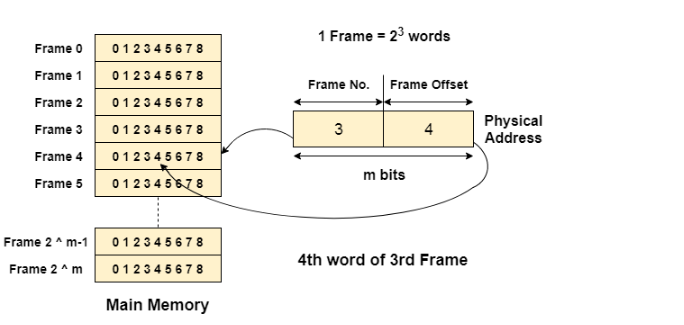 1 Frame = 2³ words
Frame 0 0 1 2 3 4 5 6 7 8
Frame 1 0 1 2 3 4 5 6 7 8
Frame 2 0 1 2 3 4 5 6 7 8
Frame 3 0 1 2 3 4 5 6 7 8
Frame 4 0 1 2 3 4 5 6 7 8
Frame 5 0 1 2 3 4 5 6 7 8
Frame 2 ^ m-1 0 1 2 3 4 5 6 7 8
Frame 2 ^ m 0 1 2 3 4 5 6 7 8
Main Memory
Frame No. Frame Offset
3 4
Physical
Address
m bits
4th word of 3rd Frame